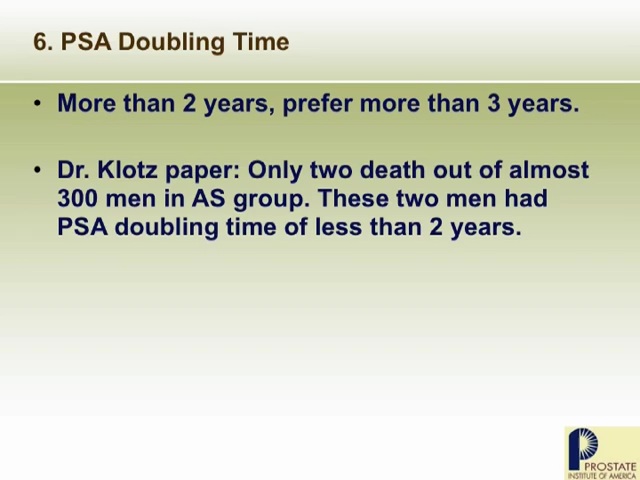 6. PSA Doubling Time
• More than 2 years, prefer more than 3 years.
• Dr. Klotz paper: Only two death out of almost
300 men in AS group. These two men had
PSA doubling time of less than 2 years.
PROSTATE
INSTITUTE OF AMERICA